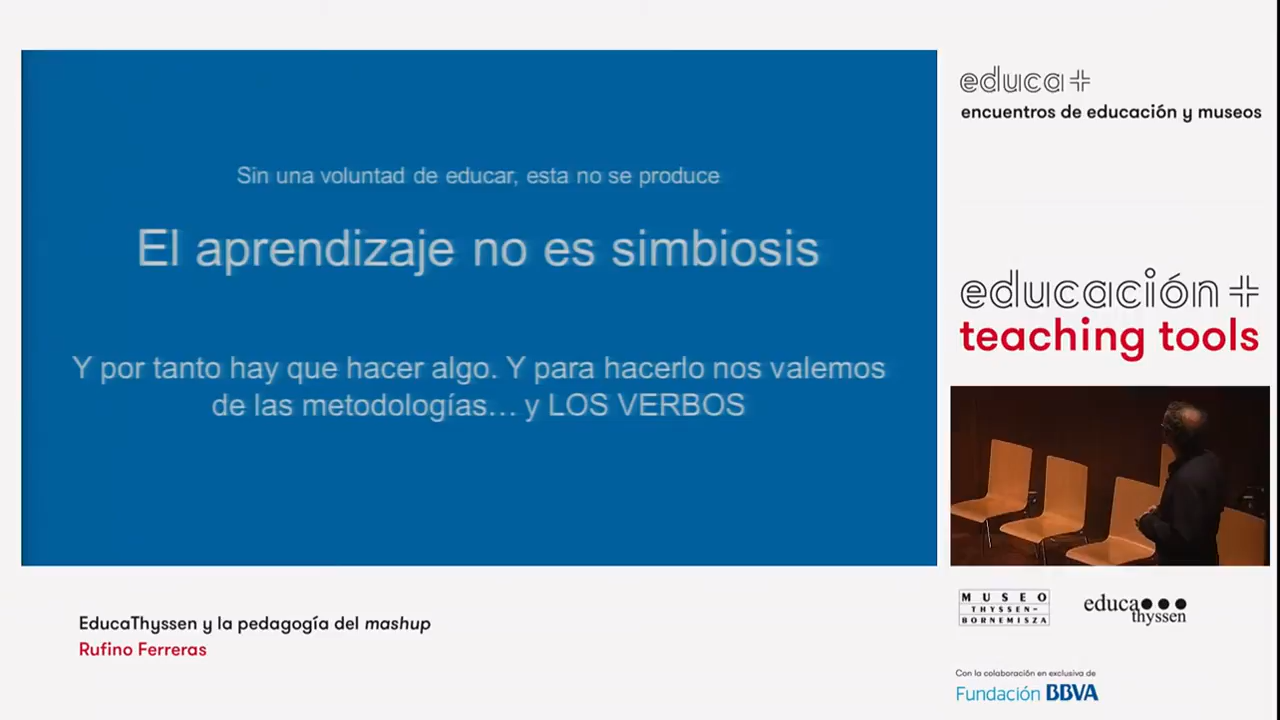 Sin una voluntad de educar, esta no se produce
El aprendizaje no es simbiosis
Y por tanto hay que hacer algo. Y para hacerlo nos valemos
de las metodologías... y LOS VERBOS
educa+
encuentros de educación y museos
educación+
teaching tools
EducaThyssen y la pedagogía del mashup
Rufino Ferreras
MUSEO
THYSSEN-
BORNEMISZA
educa
thyssen
Con la colaboración en exclusiva de
Fundación BBVA